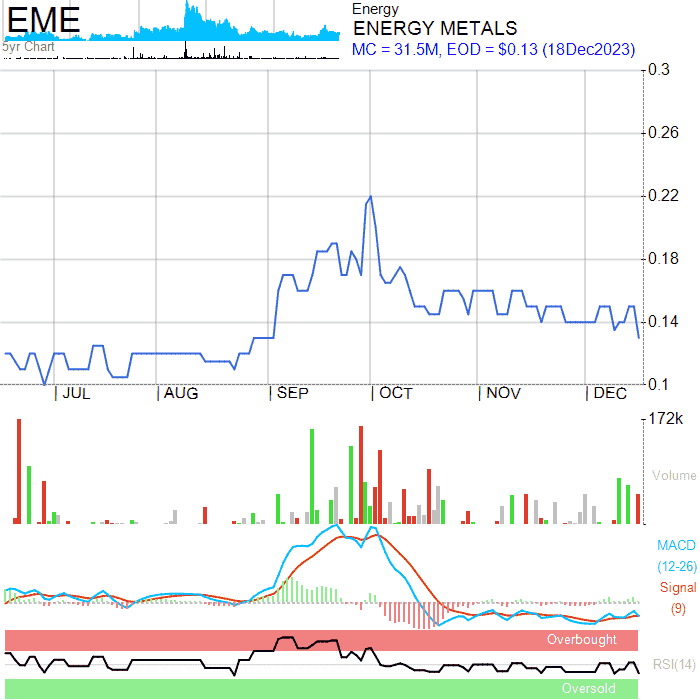 EME
5yr Chart
Energy
ENERGY METALS
MC = 31.5M, EOD = $0.13 (18Dec2023)
0.3
0.26
0.22
0.18
0.14
0.1
JUL AUG SEP OCT NOV DEC
172k
Volume
MACD
(12-26)
Signal
(9)
Overbought
RSI(14)
Oversold